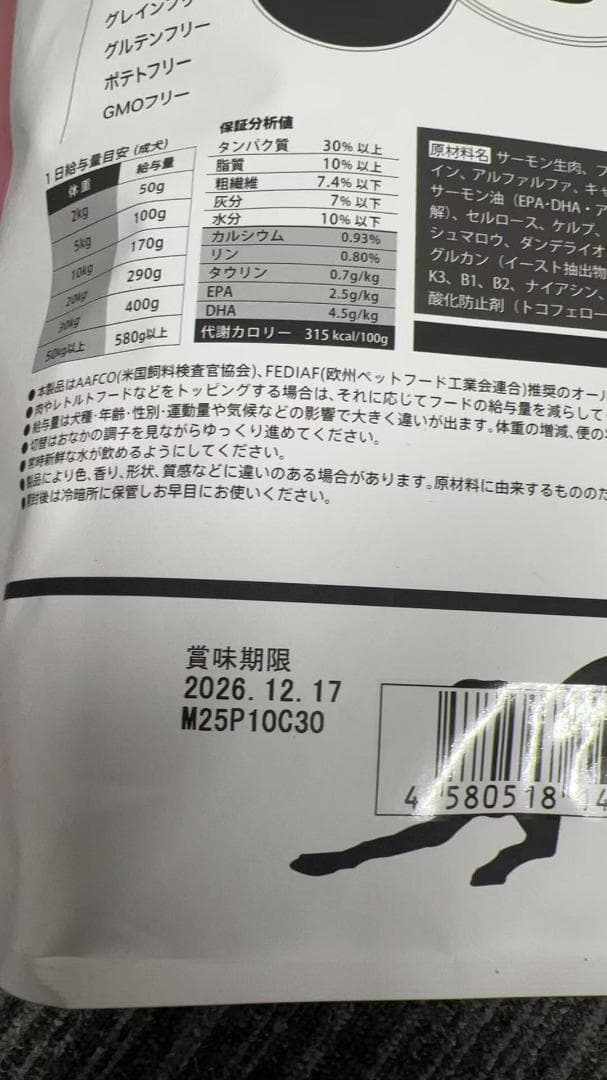 グレインフリー
グルテンフリー
ポテトフリー
GMOフリー
1日給与量目安 (成犬)
体重 給与量
2kg 50g
5kg 100g
10kg 170g
20kg 290g
30kg 400g
50kg以上 580g以上
保証分析値
タンパク質 30% 以上
脂質 10% 以上
粗繊維 7.4% 以下
灰分 7% 以下
水分 10% 以下
カルシウム 0.93%
リン 0.80%
タウリン 0.7g/kg
EPA 2.5g/kg
DHA 4.5g/kg
代謝カロリー 315 kcal/100g
原材料名 サーモン生肉、
イン、アルファルファ、キ
サーモン油（EPA・DHA・
解）、セルロース、ケルプ、
シュマロウ、ダンデライオ
グルカン（イースト抽出物
K3、B1、B2、ナイアシン、
酸化防止剤（トコフェロー
●本製品はAAFCO(米国飼料検査官協会)、FEDIAF(欧州ペットフード工業会連合)推奨のオー
●肉やレトルトフードなどをトッピングする場合は、それに応じてフードの給与量を減らして
●給与量は犬種・年齢・性別・運動量や気候などの影響で大きく違いが出ます。体重の増減、便の
●切替はおなかの調子を見ながらゆっくり進めてください。
●常時新鮮な水が飲めるようにしてください。
●製品により色、香り、形状、質感などに違いのある場合があります。原材料に由来するもののた
●開封後は冷暗所に保管しお早目にお使いください。
賞味期限
2026.12.17
M25P10C30
4 580518 4